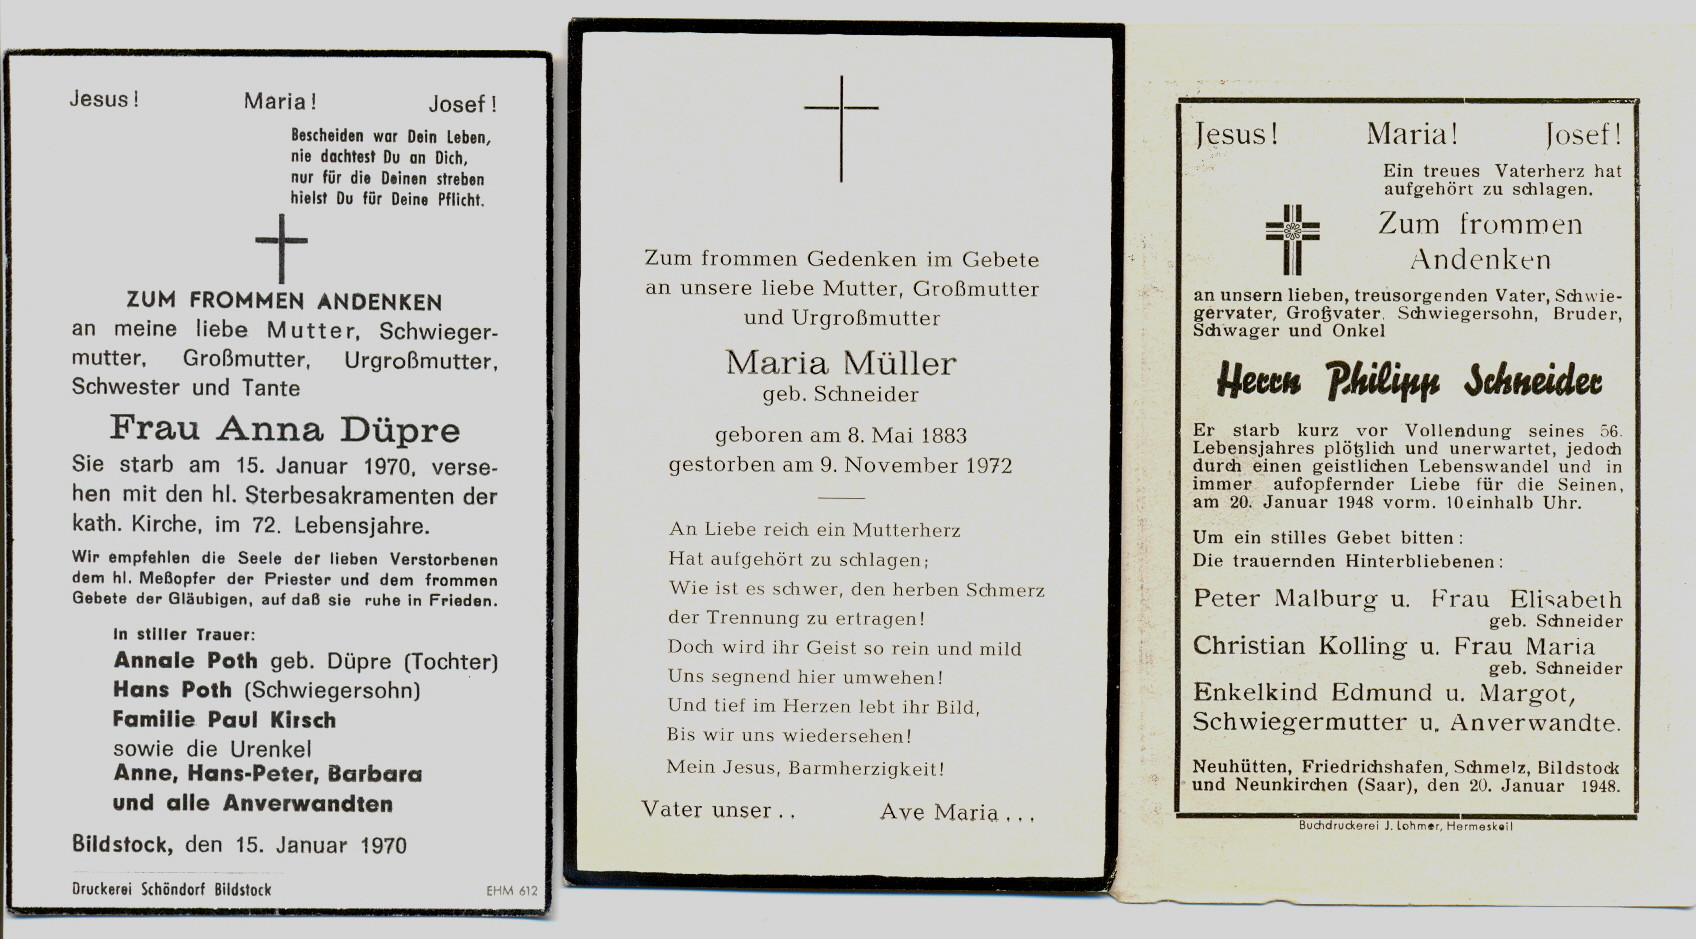 Jesus! Maria! Josef!
Bescheiden war Dein Leben,
nie dachtest Du an Dich,
nur für die Deinen streben
hielst Du für Deine Pflicht.
ZUM FROMMEN ANDENKEN
an meine liebe Mutter, Schwieger-
mutter, Großmutter, Urgroßmutter,
Schwester und Tante
Frau Anna Düpre
Sie starb am 15. Januar 1970, verse-
hen mit den hl. Sterbesakramenten der
kath. Kirche, im 72. Lebensjahre.
Wir empfehlen die Seele der lieben Verstorbenen
dem hl. Meßopfer der Priester und dem frommen
Gebete der Gläubigen, auf daß sie ruhe in Frieden.
In stiller Trauer:
Annale Poth geb. Düpre (Tochter)
Hans Poth (Schwiegersohn)
Familie Paul Kirsch
sowie die Urenkel
Anne, Hans-Peter, Barbara
und alle Anverwandten
Bildstock, den 15. Januar 1970
Druckerei Schöndorf Bildstock EHM 612
Zum frommen Gedenken im Gebete
an unsere liebe Mutter, Großmutter
und Urgroßmutter
Maria Müller
geb. Schneider
geboren am 8. Mai 1883
gestorben am 9. November 1972
An Liebe reich ein Mutterherz
Hat aufgehört zu schlagen;
Wie ist es schwer, den herben Schmerz
der Trennung zu ertragen!
Doch wird ihr Geist so rein und mild
Uns segnend hier umwehen!
Und tief im Herzen lebt ihr Bild,
Bis wir uns wiedersehen!
Mein Jesus, Barmherzigkeit!
Vater unser . . Ave Maria . . .
Jesus! Maria! Josef!
Ein treues Vaterherz hat
aufgehört zu schlagen.
Zum frommen
Andenken
an unsern lieben, treusorgenden Vater, Schwie-
gervater, Großvater, Schwiegersohn, Bruder,
Schwager und Onkel
Herrn Philipp Schneider
Er starb kurz vor Vollendung seines 56.
Lebensjahres plötzlich und unerwartet, jedoch
durch einen geistlichen Lebenswandel und in
immer aufopfernder Liebe für die Seinen,
am 20. Januar 1948 vorm. 10einhalb Uhr.
Um ein stilles Gebet bitten:
Die trauernden Hinterbliebenen:
Peter Malburg u. Frau Elisabeth
geb. Schneider
Christian Kolling u. Frau Maria
geb. Schneider
Enkelkind Edmund u. Margot,
Schwiegermutter u. Anverwandte.
Neuhütten, Friedrichshafen, Schmelz, Bildstock
und Neunkirchen (Saar), den 20. Januar 1948.
Buchdruckerei J. Lohmer, Hermeskeil